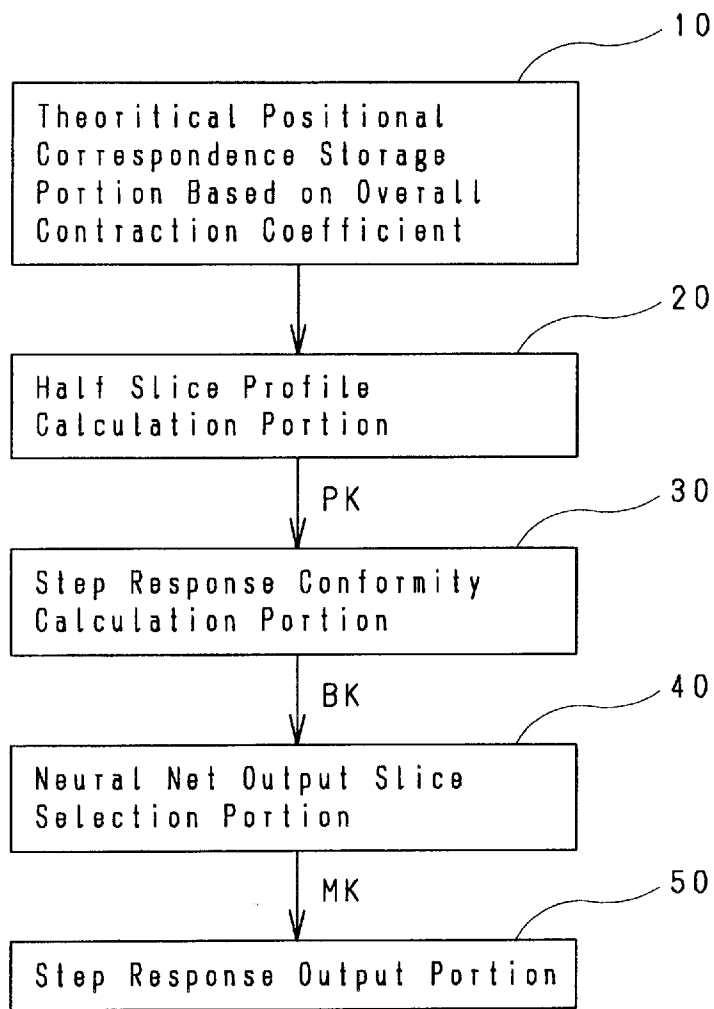 10
Theoritical Positional
Correspondence Storage
Portion Based on Overall
Contraction Coefficient
20
Half Slice Profile
Calculation Portion
PK
30
Step Response Conformity
Calculation Portion
BK
40
Neural Net Output Slice
Selection Portion
MK
50
Step Response Output Portion